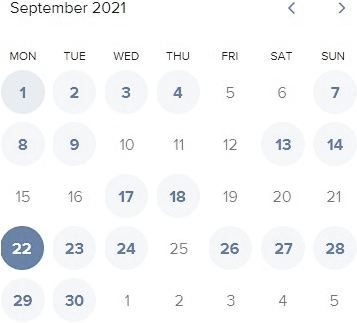 September 2021
MON TUE WED THU FRI SAT SUN
1 2 3 4 5 6 7
8 9 10 11 12 13 14
15 16 17 18 19 20 21
22 23 24 25 26 27 28
29 30 1 2 3 4 5